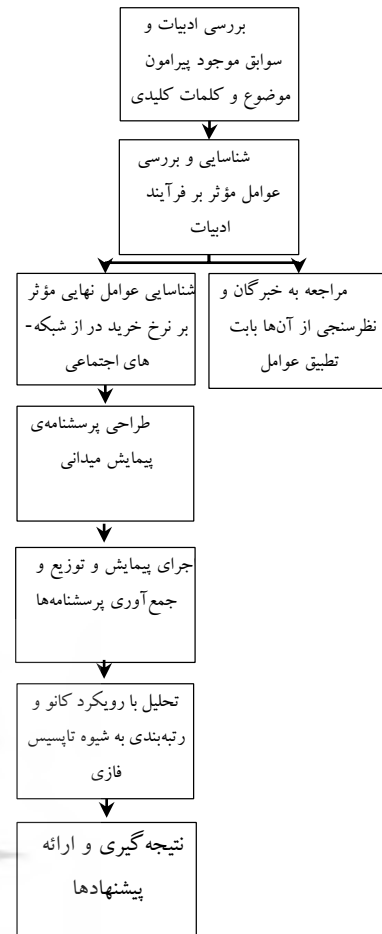 بررسی ادبیات و
سوابق موجود پیرامون
موضوع و کلمات کلیدی
شناسایی و بررسی
عوامل مؤثر بر فرآیند
ادبیات
مراجعه به خبرگان و
نظرسنجی از آن‌ها بابت
تطبیق عوامل
شناسایی عوامل نهایی مؤثر
بر نرخ خرید در از شبکه-
های اجتماعی
طراحی پرسشنامه‌ی
پیمایش میدانی
جرای پیمایش و توزیع و
جمع‌آوری پرسشنامه‌ها
تحلیل با رویکرد کانو و
رتبه‌بندی به شیوه تاپسیس
فازی
نتیجه‌گیری و ارائه
پیشنهادها